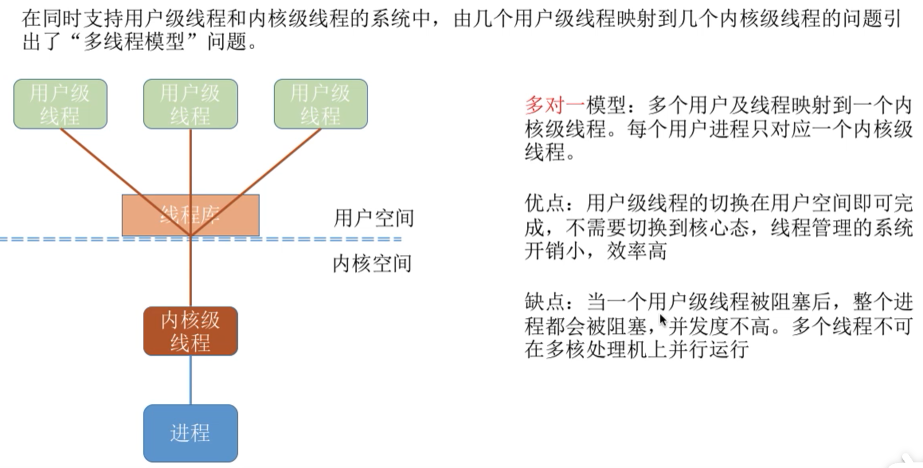 在同时支持用户级线程和内核级线程的系统中，由几个用户级线程映射到几个内核级线程的问题引
出了“多线程模型”问题。
用户级
线程
用户级
线程
用户级
线程
线程库
用户空间
内核空间
内核级
线程
进程
多对一模型：多个用户及线程映射到一个内
核级线程。每个用户进程只对应一个内核级
线程。
优点：用户级线程的切换在用户空间即可完
成，不需要切换到核心态，线程管理的系统
开销小，效率高
缺点：当一个用户级线程被阻塞后，整个进
程都会被阻塞，并发度不高。多个线程不可
在多核处理机上并行运行